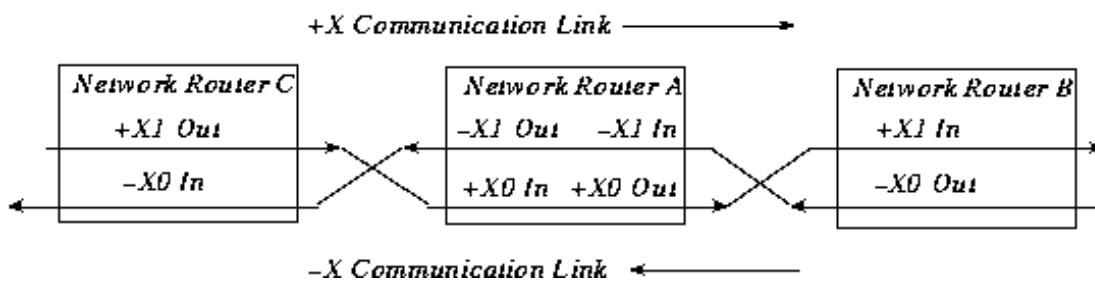 +X Communication Link
Network Router C
Network Router A
Network Router B
+X1 Out
−X1 Out
−X1 In
+X1 In
−X0 In
+X0 In
+X0 Out
−X0 Out
−X Communication Link